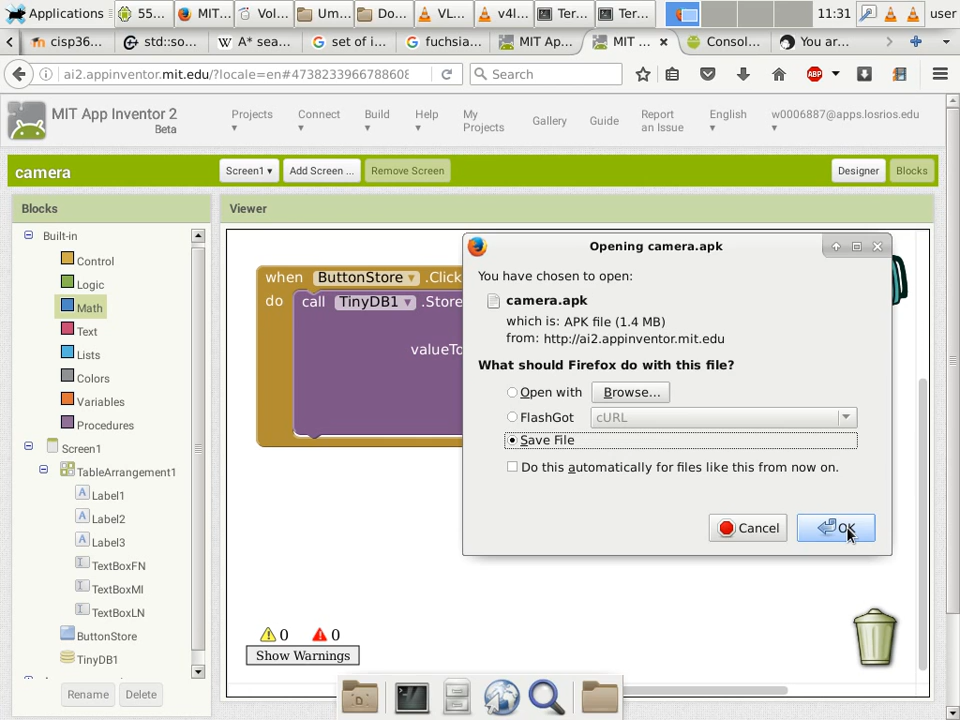 Applications
55...
MIT...
Vol...
Um...
Do...
VL...
v4l...
Ter...
Ter...
11:31
user
cisp36...
std::so...
A* sea...
set of i...
fuchsia...
MIT Ap...
MIT ...
Consol...
You ar...
ai2.appinventor.mit.edu/?locale=en#4738233966788608
Search
ABP
MIT App Inventor 2
Beta
Projects
Connect
Build
Help
My Projects
Gallery
Guide
Report an Issue
English
w0006887@apps.losrios.edu
camera
Screen1
Add Screen ...
Remove Screen
Designer
Blocks
Blocks
Viewer
Built-in
Control
Logic
Math
Text
Lists
Colors
Variables
Procedures
Screen1
TableArrangement1
Label1
Label2
Label3
TextBoxFN
TextBoxMI
TextBoxLN
ButtonStore
TinyDB1
Rename
Delete
when ButtonStore .Click
do call TinyDB1 .Store
valueTo
0 0
Show Warnings
Opening camera.apk
You have chosen to open:
camera.apk
which is: APK file (1.4 MB)
from: http://ai2.appinventor.mit.edu
What should Firefox do with this file?
Open with Browse...
FlashGot cURL
Save File
Do this automatically for files like this from now on.
Cancel
OK